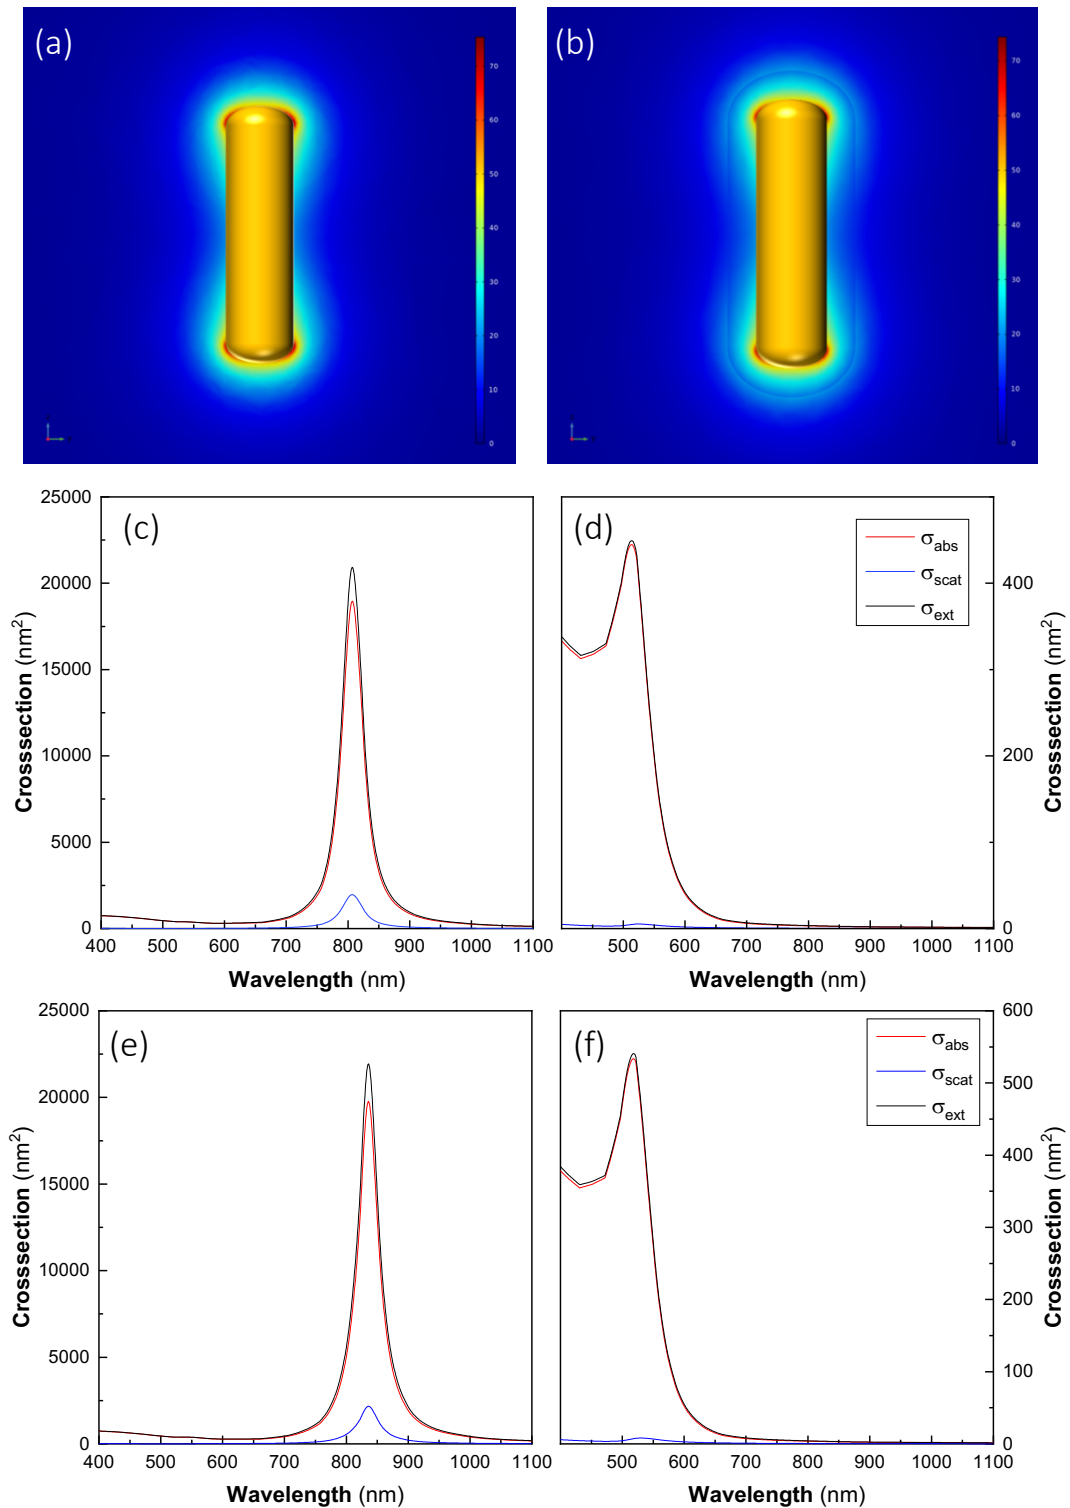 (a)
70
60
50
40
30
20
10
0
(b)
70
60
50
40
30
20
10
0
(c)
25000
20000
15000
10000
5000
0
Crosssection (nm²)
400 500 600 700 800 900 1000 1100
Wavelength (nm)
(d)
σabs
σscat
σext
400
200
0
Crosssection (nm²)
500 600 700 800 900 1000 1100
Wavelength (nm)
(e)
25000
20000
15000
10000
5000
0
Crosssection (nm²)
400 500 600 700 800 900 1000 1100
Wavelength (nm)
(f)
σabs
σscat
σext
600
500
400
300
200
100
0
Crosssection (nm²)
500 600 700 800 900 1000 1100
Wavelength (nm)